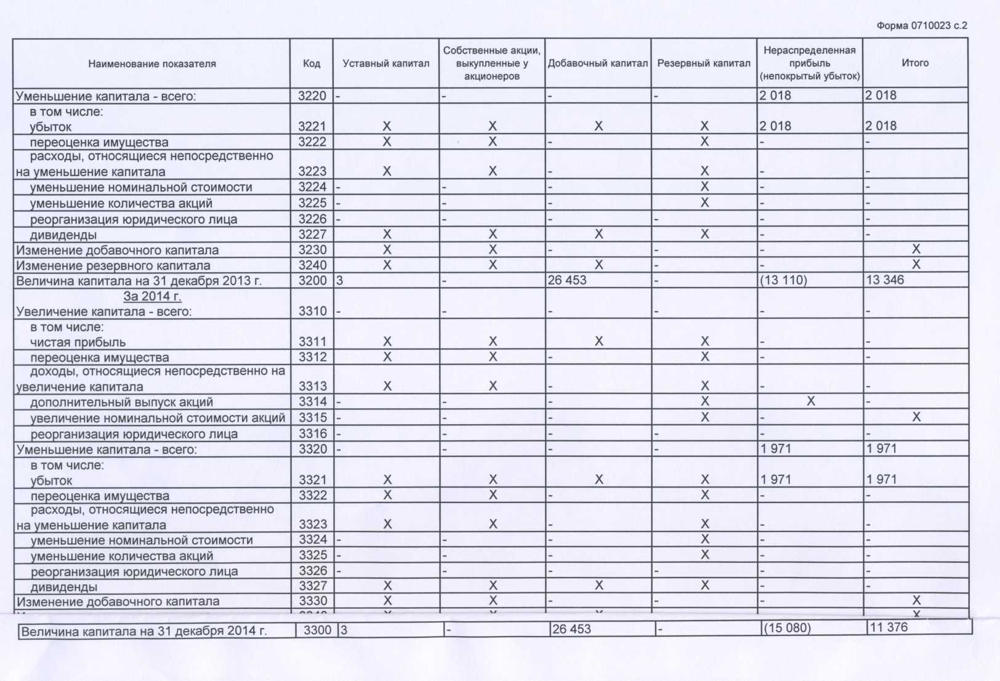 Форма 0710023 с.2
Наименование показателя Код Уставный капитал Собственные акции, выкупленные у акционеров Добавочный капитал Резервный капитал Нераспределенная прибыль (непокрытый убыток) Итого
Уменьшение капитала - всего: 3220 - - - - 2 018 2 018
в том числе:
убыток 3221 X X X X 2 018 2 018
переоценка имущества 3222 X X - X - -
расходы, относящиеся непосредственно
на уменьшение капитала 3223 X X - X - -
уменьшение номинальной стоимости 3224 - - - X - -
уменьшение количества акций 3225 - - - X - -
реорганизация юридического лица 3226 - - - - - -
дивиденды 3227 X X X X - -
Изменение добавочного капитала 3230 X X - - - X
Изменение резервного капитала 3240 X X X - - X
Величина капитала на 31 декабря 2013 г. 3200 3 - 26 453 - (13 110) 13 346
За 2014 г.
Увеличение капитала - всего: 3310 - - - - - -
в том числе:
чистая прибыль 3311 X X X X - -
переоценка имущества 3312 X X - X - -
доходы, относящиеся непосредственно на
увеличение капитала 3313 X X - X - -
дополнительный выпуск акций 3314 - - - X X -
увеличение номинальной стоимости акций 3315 - - - X - X
реорганизация юридического лица 3316 - - - - - -
Уменьшение капитала - всего: 3320 - - - - 1 971 1 971
в том числе:
убыток 3321 X X X X 1 971 1 971
переоценка имущества 3322 X X - X - -
расходы, относящиеся непосредственно
на уменьшение капитала 3323 X X - X - -
уменьшение номинальной стоимости 3324 - - - X - -
уменьшение количества акций 3325 - - - X - -
реорганизация юридического лица 3326 - - - - - -
дивиденды 3327 X X X X - -
Изменение добавочного капитала 3330 X X - - - X
Величина капитала на 31 декабря 2014 г. 3300 3 - 26 453 - (15 080) 11 376